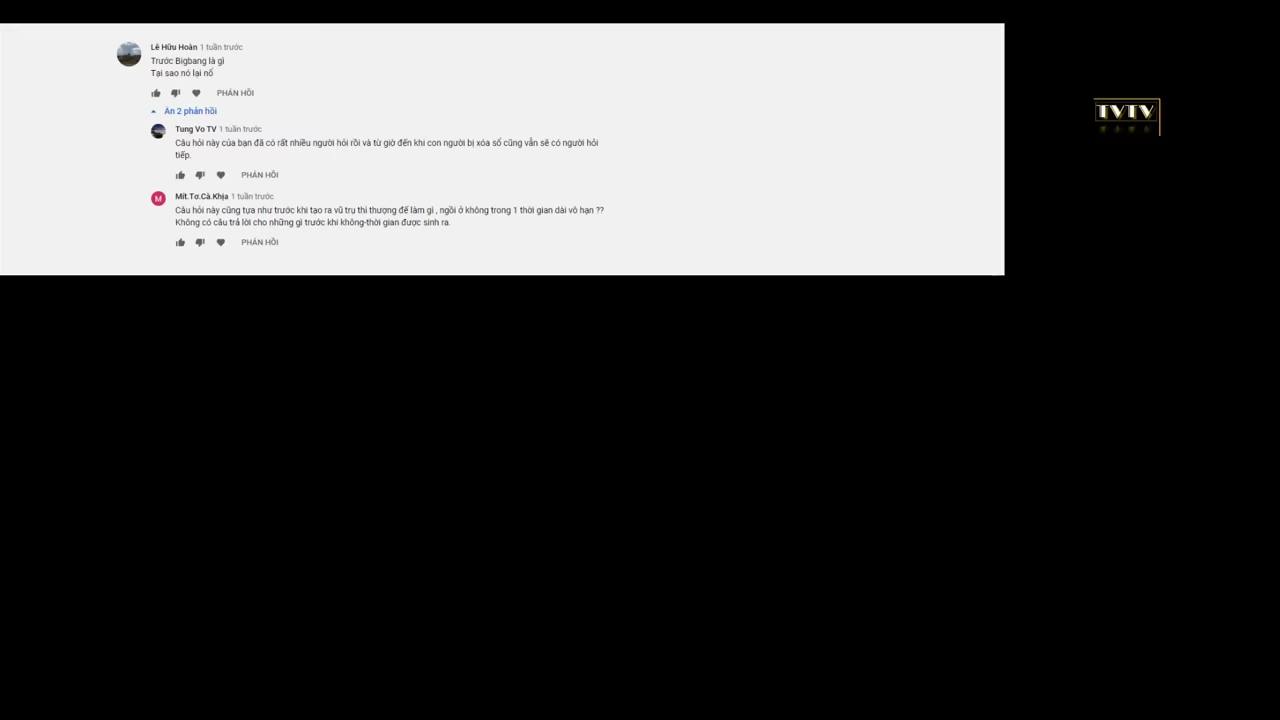 Lê Hữu Hoàn 1 tuần trước
Trước Bigbang là gì
Tại sao nó lại nổ
PHẢN HỒI
Ẩn 2 phản hồi
Tung Vo TV 1 tuần trước
Câu hỏi này của bạn đã có rất nhiều người hỏi rồi và từ giờ đến khi con người bị xóa sổ cũng vẫn sẽ có người hỏi
tiếp.
PHẢN HỒI
M
Mít.Tơ.Cà.Khịa 1 tuần trước
Câu hỏi này cũng tựa như trước khi tạo ra vũ trụ thì thượng đế làm gì , ngồi ở không trong 1 thời gian dài vô hạn ??
Không có câu trả lời cho những gì trước khi không-thời gian được sinh ra.
PHẢN HỒI
TVTV